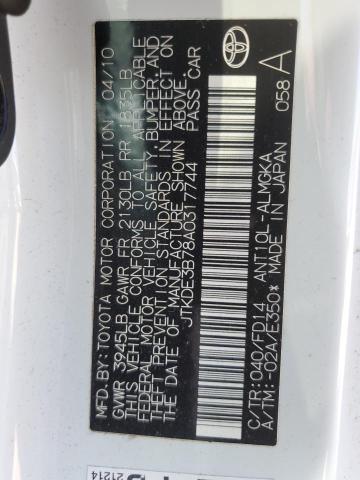 MFD. BY: TOYOTA MOTOR CORPORATION 04/10
GVWR 3945LB GAWR FR 2130LB RR 1835LB
THIS VEHICLE CONFORMS TO ALL APPLICABLE
FEDERAL MOTOR VEHICLE SAFETY, BUMPER, AND
THEFT PREVENTION STANDARDS IN EFFECT ON
THE DATE OF MANUFACTURE SHOWN ABOVE.
JTKDE3B78A0317744 PASS CAR
C/TR: 040/FD14 ANT10L-ALMGKA
A/TM: -02A/E350* MADE IN JAPAN
058 A
TOYOTA
21214